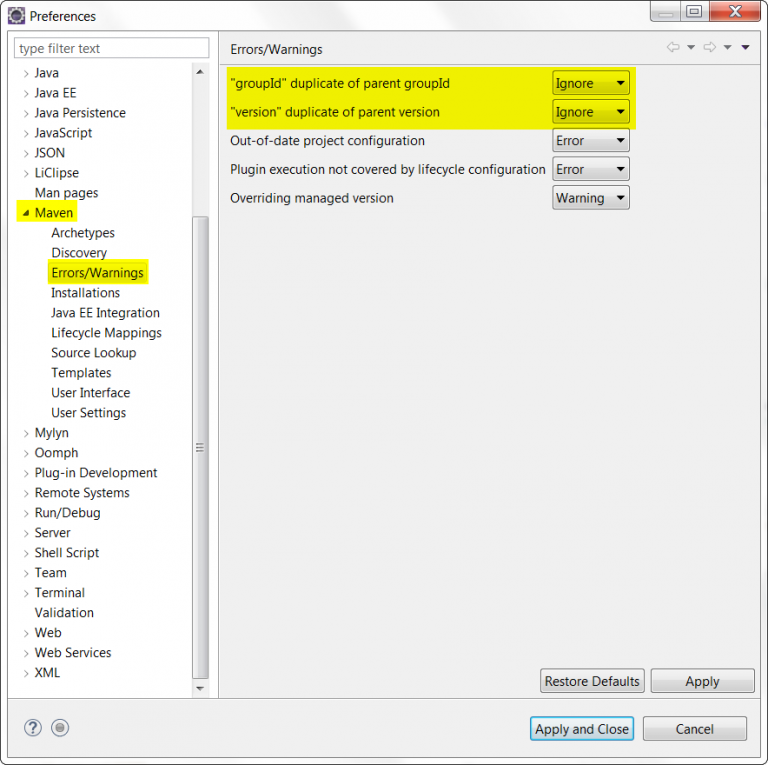 Preferences
type filter text
Java
Java EE
Java Persistence
JavaScript
JSON
LiClipse
Man pages
Maven
Archetypes
Discovery
Errors/Warnings
Installations
Java EE Integration
Lifecycle Mappings
Source Lookup
Templates
User Interface
User Settings
Mylyn
Oomph
Plug-in Development
Remote Systems
Run/Debug
Server
Shell Script
Team
Terminal
Validation
Web
Web Services
XML
Errors/Warnings
"groupId" duplicate of parent groupId Ignore
"version" duplicate of parent version Ignore
Out-of-date project configuration Error
Plugin execution not covered by lifecycle configuration Error
Overriding managed version Warning
Restore Defaults Apply
? Apply and Close Cancel